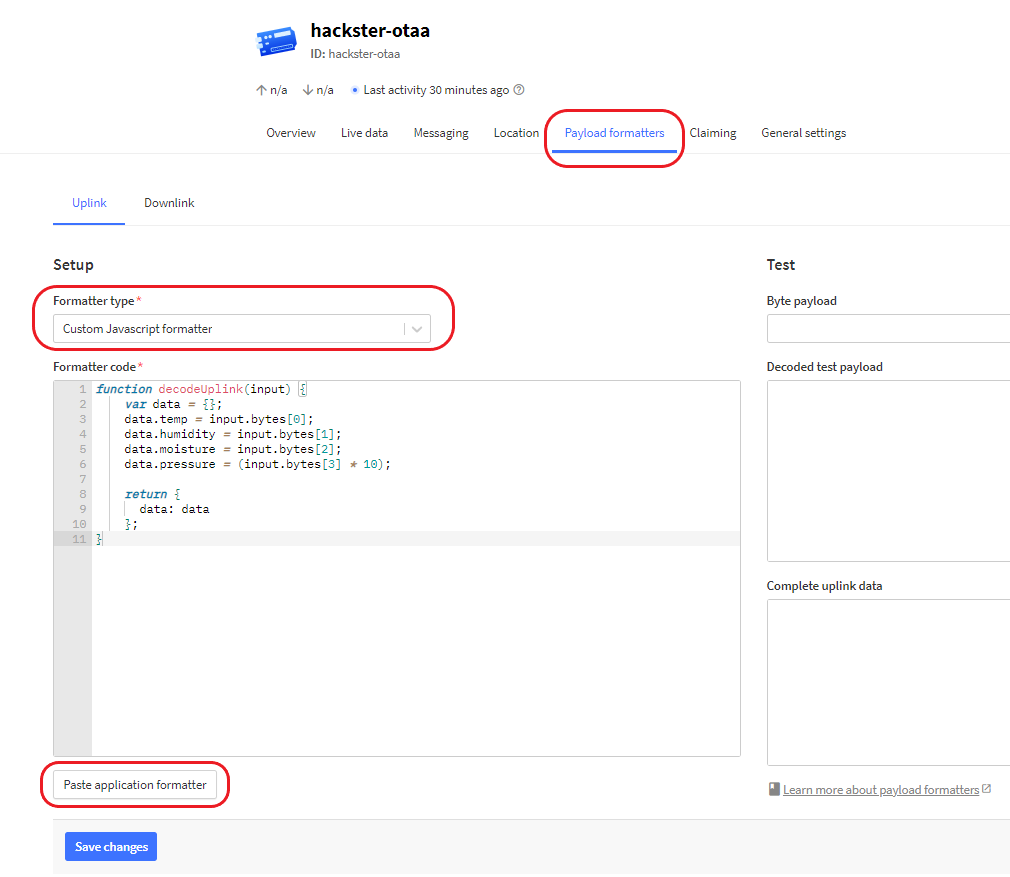 hackster-otaa
ID: hackster-otaa
n/a n/a Last activity 30 minutes ago
Overview Live data Messaging Location Payload formatters Claiming General settings
Uplink Downlink
Setup
Formatter type*
Custom Javascript formatter
Formatter code*
1 function decodeUplink(input) {
2 var data = {};
3 data.temp = input.bytes[0];
4 data.humidity = input.bytes[1];
5 data.moisture = input.bytes[2];
6 data.pressure = (input.bytes[3] * 10);
7
8 return {
9 data: data
10 };
11 }
Paste application formatter
Save changes
Test
Byte payload
Decoded test payload
Complete uplink data
Learn more about payload formatters